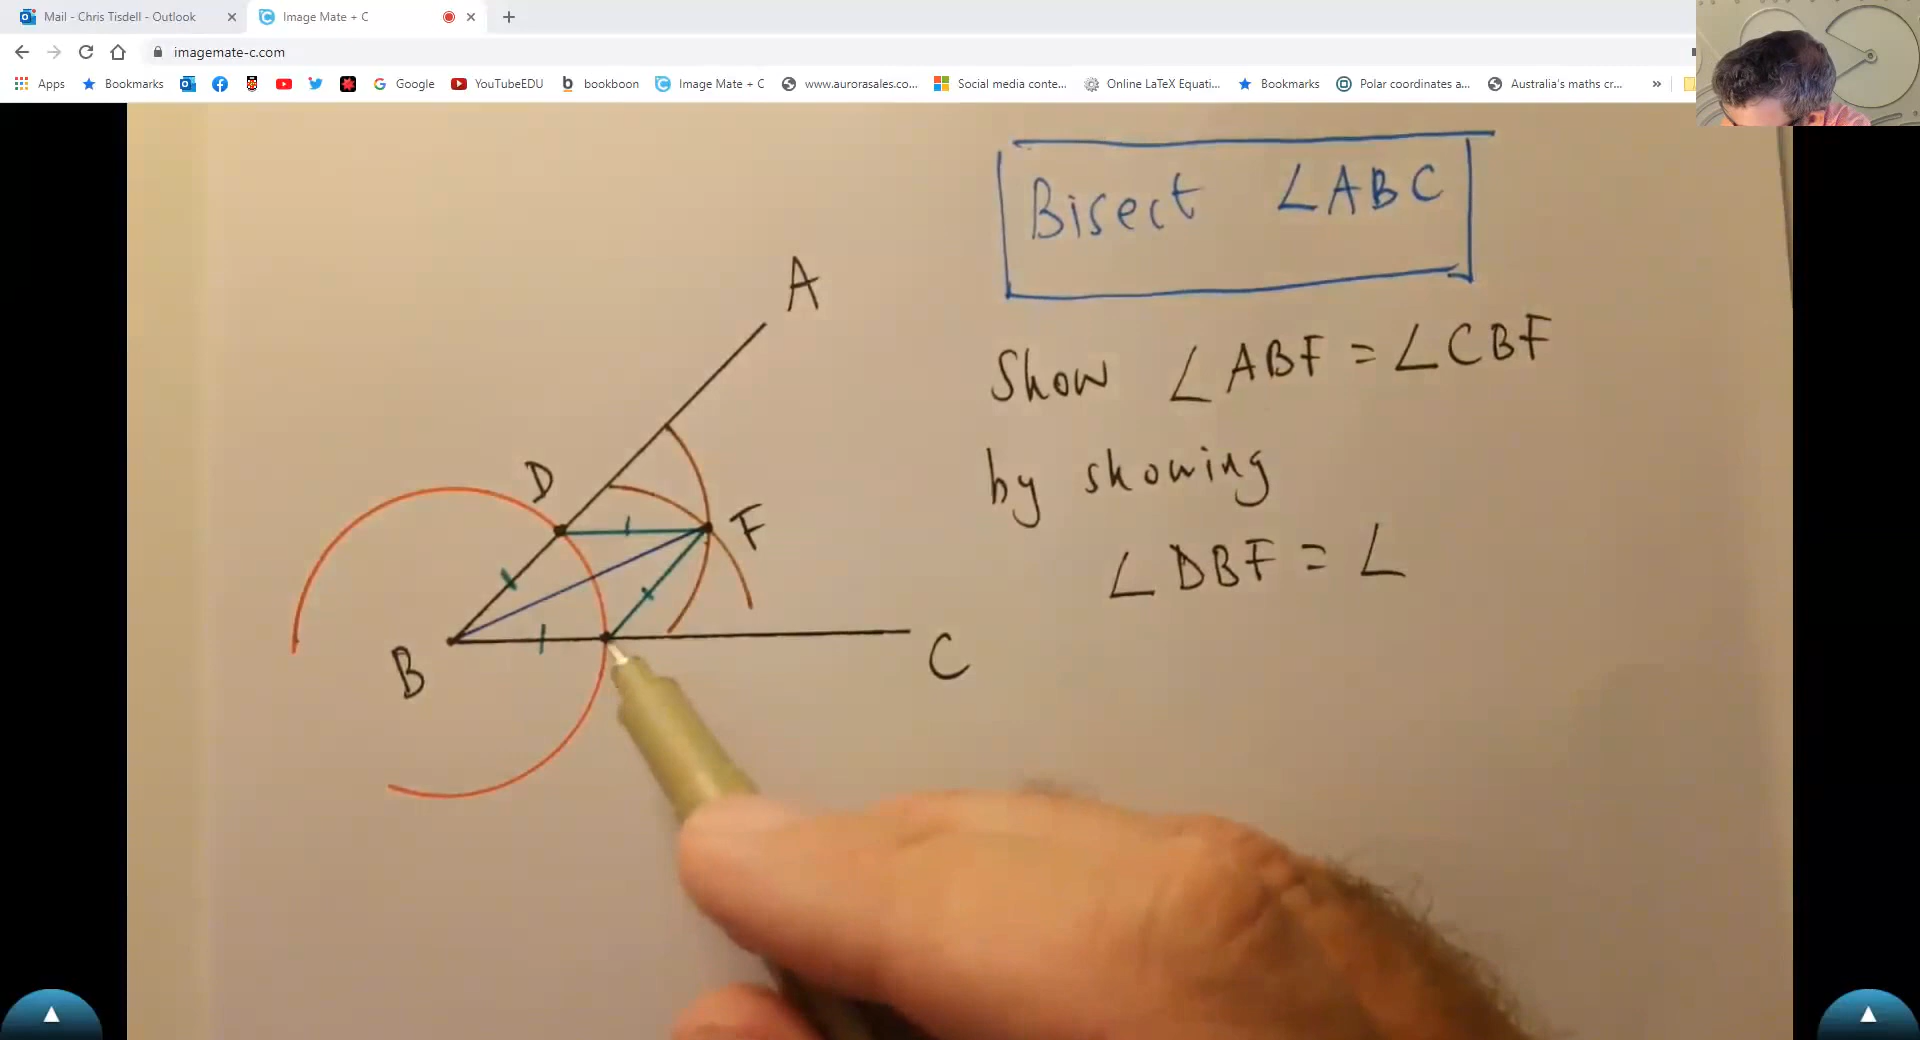 Mail - Chris Tisdell - Outlook
Image Mate + C
imagemate-c.com
Apps
Bookmarks
Google
YouTubeEDU
bookboon
Image Mate + C
www.aurorasales.co...
Social media conte...
Online LaTeX Equati...
Bookmarks
Polar coordinates a...
Australia's maths cr...
»
Bisect ∠ABC
A
Show ∠ABF = ∠CBF
D
by showing
F
∠DBF = ∠
B
C